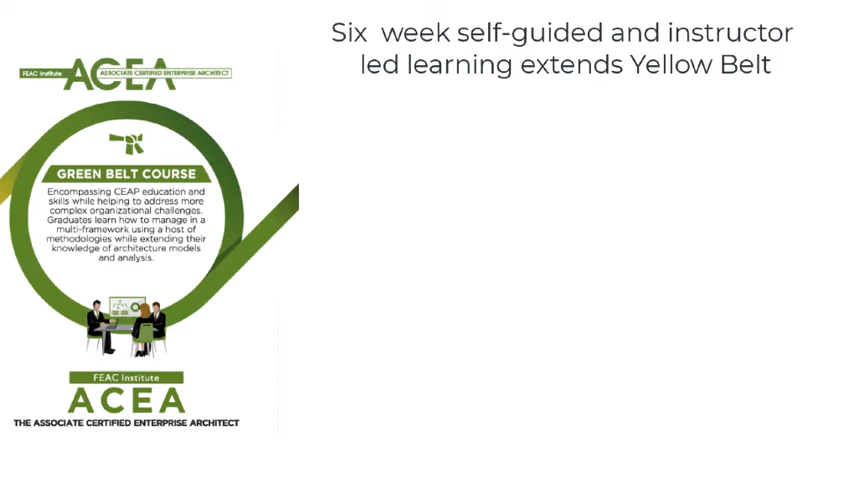 Six week self-guided and instructor
led learning extends Yellow Belt
FEAC Institute ACEA ASSOCIATE CERTIFIED ENTERPRISE ARCHITECT
GREEN BELT COURSE
Encompassing CEAP education and
skills while helping to address more
complex organizational challenges.
Graduates learn how to manage in a
multi-framework using a host of
methodologies while extending their
knowledge of architecture models
and analysis.
FEAC Institute
ACEA
THE ASSOCIATE CERTIFIED ENTERPRISE ARCHITECT